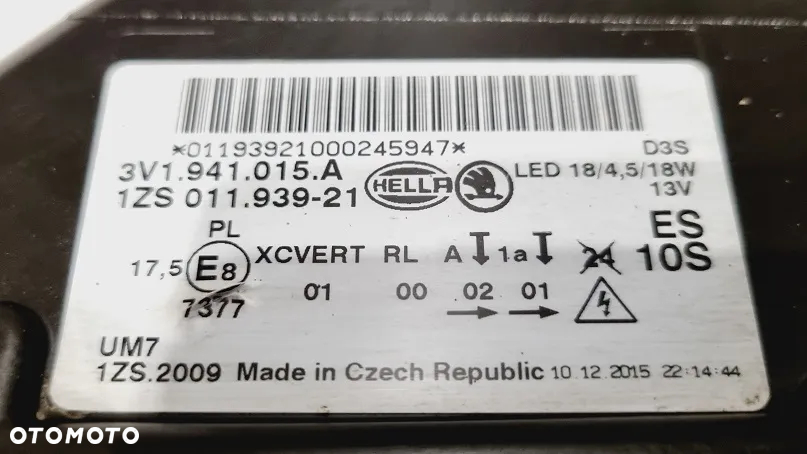 *01193921000245947*
D3S
3V1.941.015.A
HELLA
LED 18/4,5/18W
13V
1ZS 011.939-21
PL
17,5 E8 XCVERT RL A 1a 24
ES
10S
01 00 02 01
7377
UM7
1ZS.2009 Made in Czech Republic 10.12.2015 22:14:44
OTOMOTO